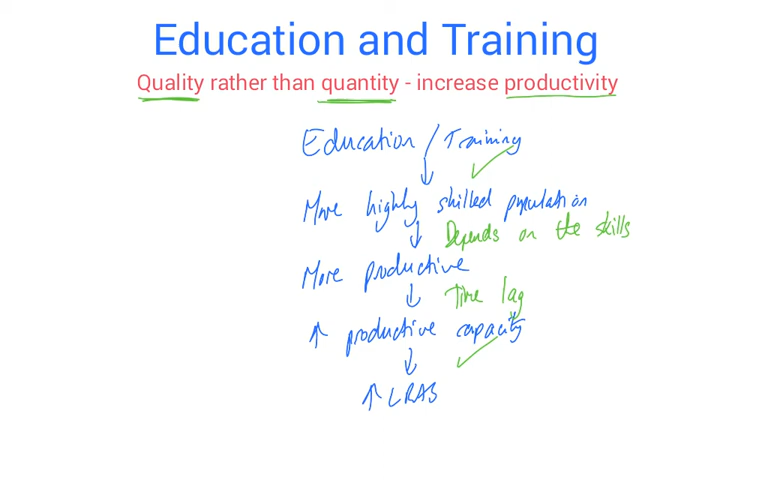 Education and Training
Quality rather than quantity - increase productivity
Education / Training
↓
More highly skilled population
↓ Depends on the skills
More productive
↓ Time lag
↑ productive capacity
↓
↑ LRAS